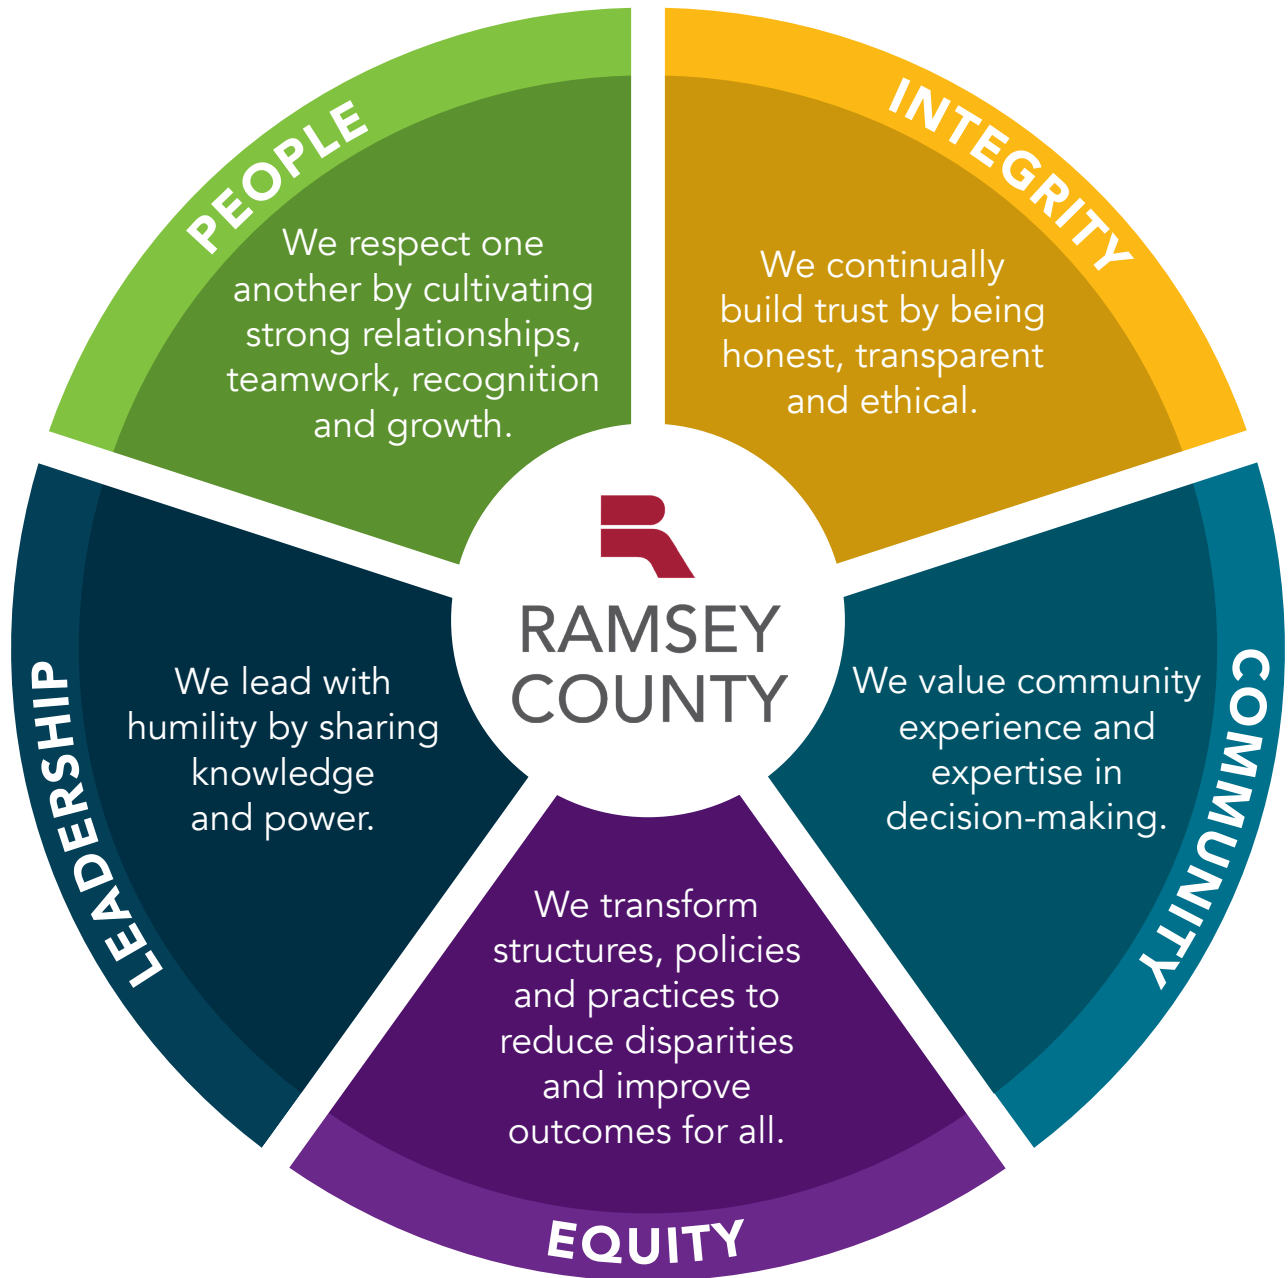 PEOPLE
We respect one
another by cultivating
strong relationships,
teamwork, recognition
and growth.
INTEGRITY
We continually
build trust by being
honest, transparent
and ethical.
RAMSEY
COUNTY
LEADERSHIP
We lead with
humility by sharing
knowledge
and power.
COMMUNITY
We value community
experience and
expertise in
decision-making.
We transform
structures, policies
and practices to
reduce disparities
and improve
outcomes for all.
EQUITY